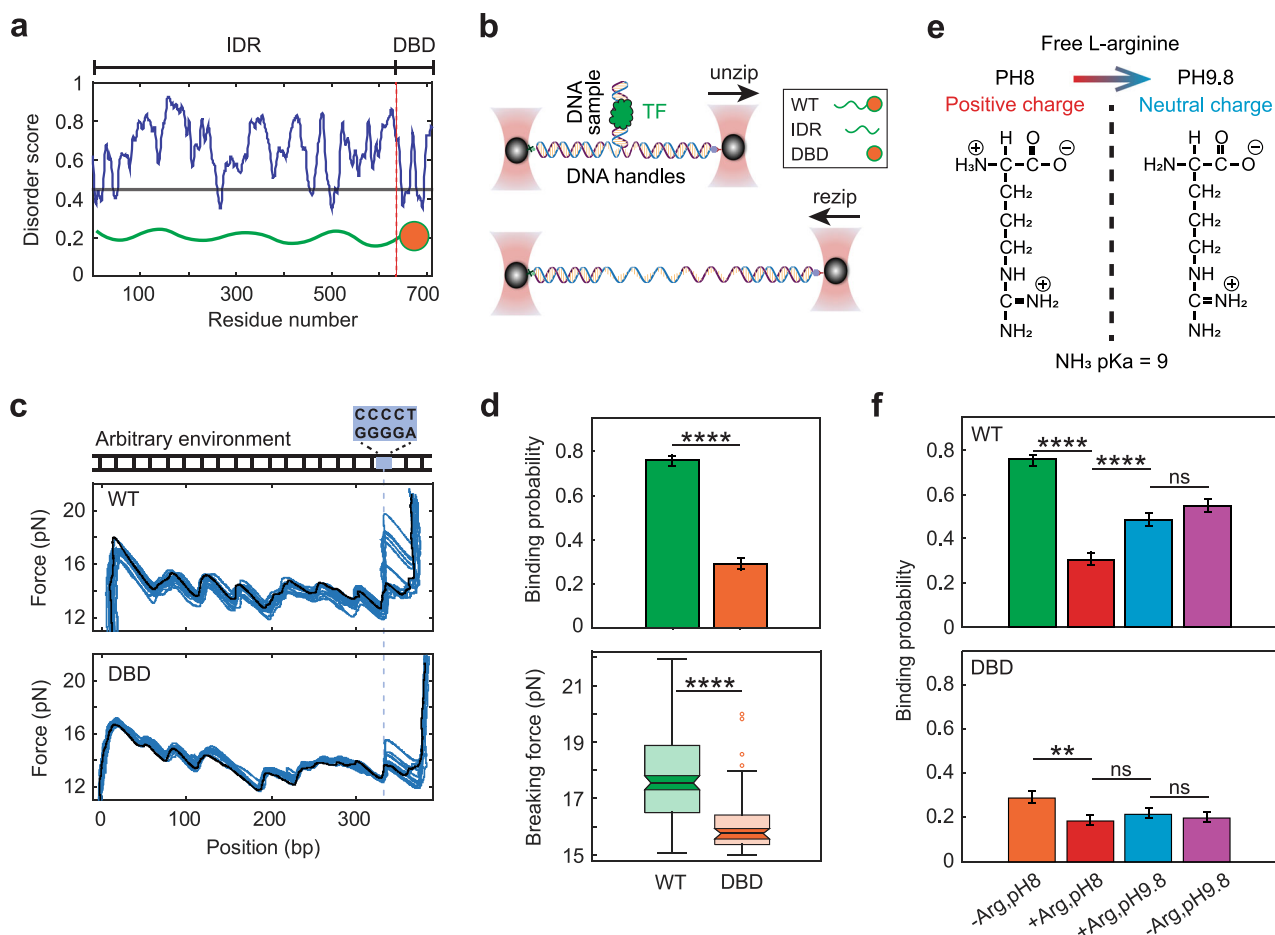 a
IDR
DBD
Disorder score
1
0.8
0.6
0.4
0.2
0
100
300
500
700
Residue number
b
DNA
sample
TF
unzip
DNA handles
WT
IDR
DBD
rezip
c
CCCCT
GGGGA
Arbitrary environment
WT
Force (pN)
20
16
12
DBD
Force (pN)
20
16
12
0
100
200
300
Position (bp)
d
****
Binding probability
0.8
0.4
0
****
Breaking force (pN)
21
19
17
15
WT
DBD
e
Free L-arginine
PH8
PH9.8
Positive charge
Neutral charge
H O
⊕ ⊖
H₃N–C–C–O
CH₂
CH₂
CH₂
NH
⊕
C=NH₂
NH₂
H O
⊖
H₂N–C–C–O
CH₂
CH₂
CH₂
NH
⊕
C=NH₂
NH₂
NH₃ pKa = 9
f
WT
****
****
ns
Binding probability
0.8
0.6
0.4
0.2
0
DBD
**
ns
ns
0.8
0.6
0.4
0.2
0
-Arg,pH8
+Arg,pH8
+Arg,pH9.8
-Arg,pH9.8